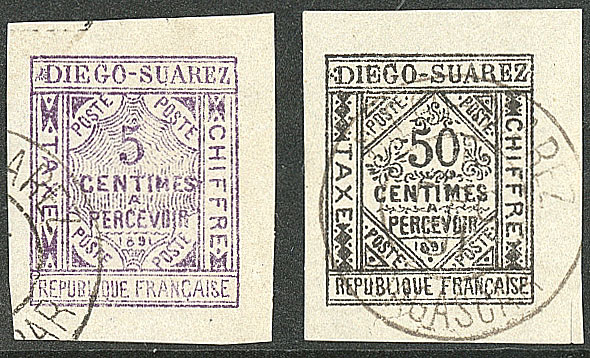 DIEGO-SUAREZ
POSTE POSTE
TAXE
5
CENTIMES
A
PERCEVOIR
1891
CHIFFRE
POSTE POSTE
REPUBLIQUE FRANCAISE
DIEGO-SUAREZ
POSTE POSTE
TAXE
50
CENTIMES
A
PERCEVOIR
1891
CHIFFRE
POSTE POSTE
REPUBLIQUE FRANÇAISE